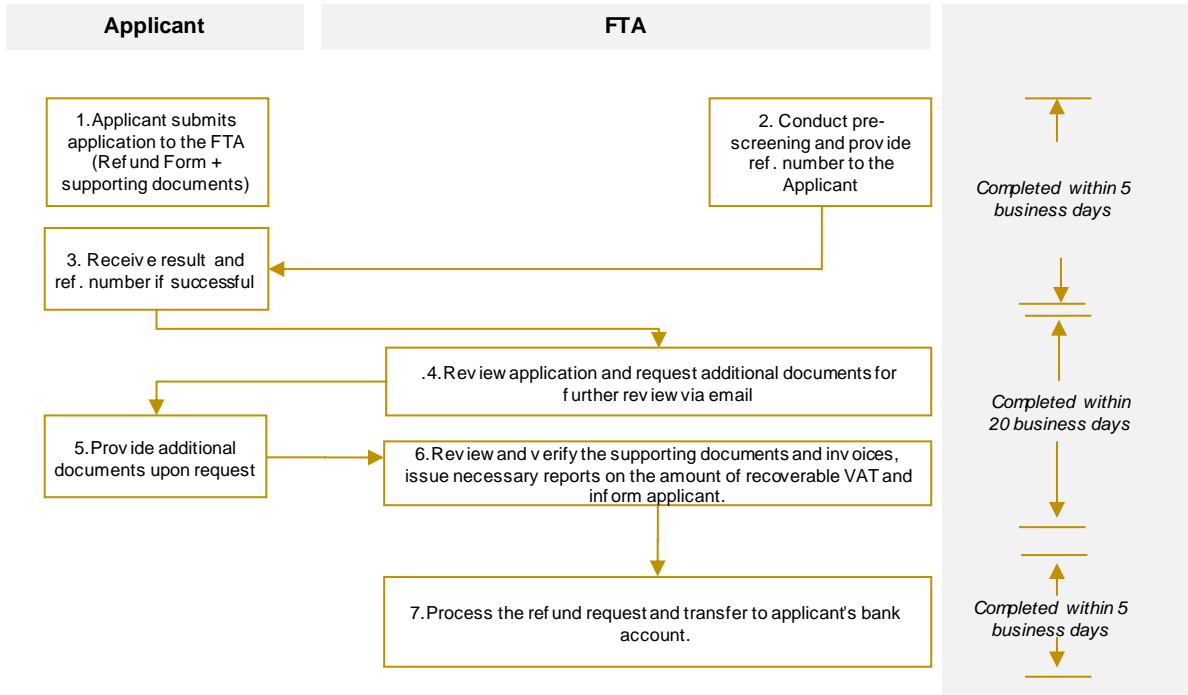 Applicant
FTA
1.Applicant submits
application to the FTA
(Refund Form +
supporting documents)
2. Conduct pre-
screening and provide
ref. number to the
Applicant
Completed within 5
business days
3. Receive result and
ref. number if successful
.4.Review application and request additional documents for
further review via email
Completed within
20 business days
5.Provide additional
documents upon request
6.Review and verify the supporting documents and invoices,
issue necessary reports on the amount of recoverable VAT and
inform applicant.
7.Process the refund request and transfer to applicant's bank
account.
Completed within 5
business days